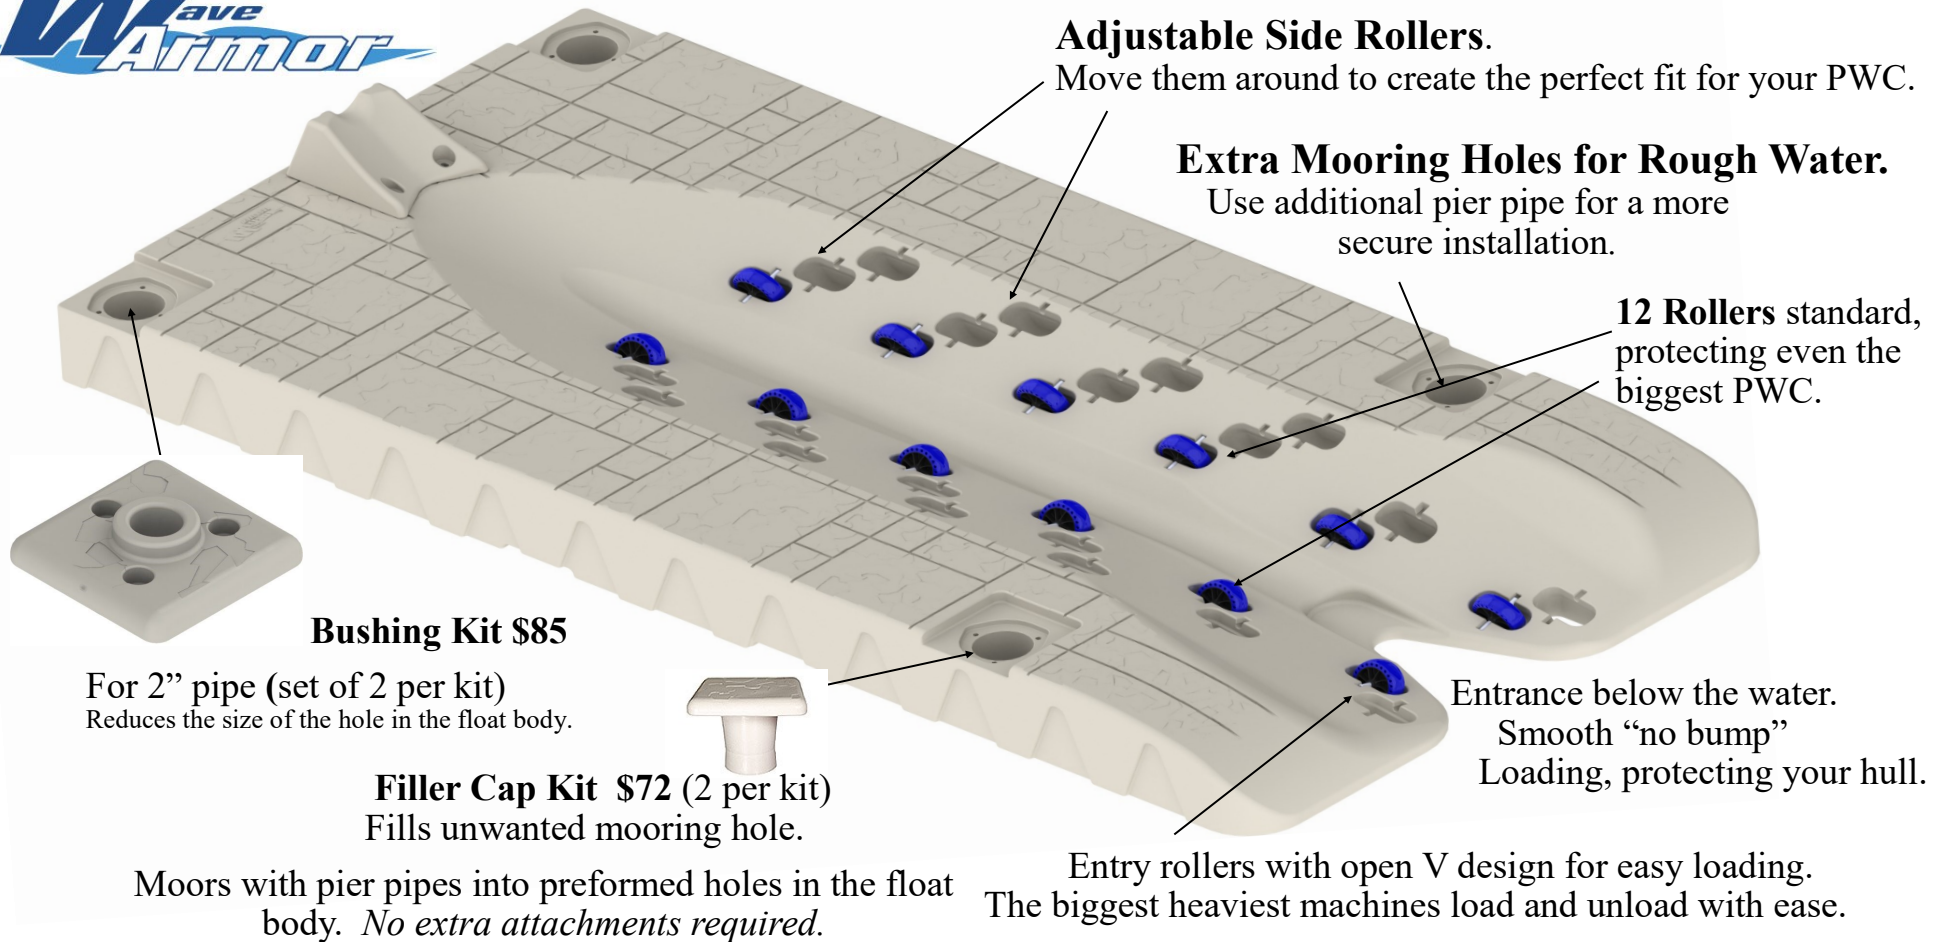 Wave
Armor
Adjustable Side Rollers.
Move them around to create the perfect fit for your PWC.
Extra Mooring Holes for Rough Water.
Use additional pier pipe for a more
secure installation.
12 Rollers standard,
protecting even the
biggest PWC.
Bushing Kit $85
For 2” pipe (set of 2 per kit)
Reduces the size of the hole in the float body.
Filler Cap Kit $72 (2 per kit)
Fills unwanted mooring hole.
Moors with pier pipes into preformed holes in the float
body. No extra attachments required.
Entrance below the water.
Smooth “no bump”
Loading, protecting your hull.
Entry rollers with open V design for easy loading.
The biggest heaviest machines load and unload with ease.